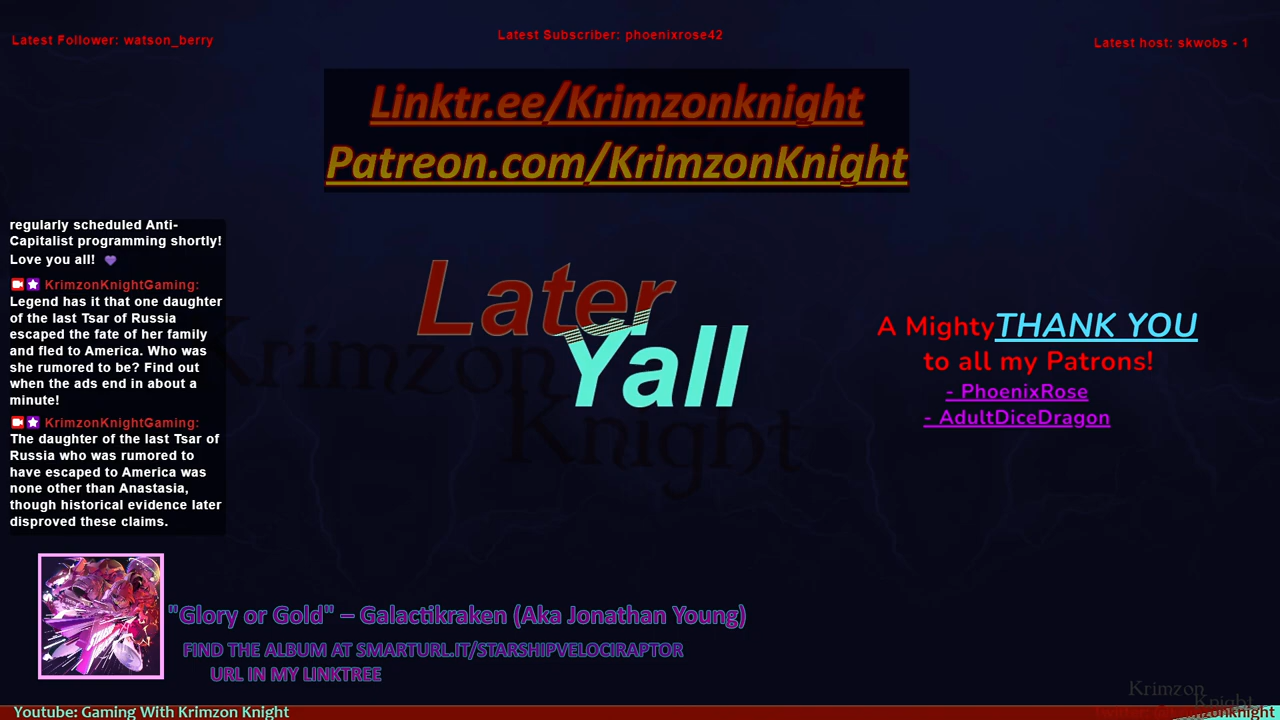 Latest Follower: watson_berry
Latest Subscriber: phoenixrose42
Latest host: skwobs - 1
Linktr.ee/Krimzonknight
Patreon.com/KrimzonKnight
regularly scheduled Anti-
Capitalist programming shortly!
Love you all!
KrimzonKnightGaming:
Legend has it that one daughter
of the last Tsar of Russia
escaped the fate of her family
and fled to America. Who was
she rumored to be? Find out
when the ads end in about a
minute!
KrimzonKnightGaming:
The daughter of the last Tsar of
Russia who was rumored to
have escaped to America was
none other than Anastasia,
though historical evidence later
disproved these claims.
Later
Yall
Krimzon
Knight
A Mighty THANK YOU
to all my Patrons!
- PhoenixRose
- AdultDiceDragon
"Glory or Gold" – Galactikraken (Aka Jonathan Young)
FIND THE ALBUM AT SMARTURL.IT/STARSHIPVELOCIRAPTOR
URL IN MY LINKTREE
Krimzon
Knight
Youtube: Gaming With Krimzon Knight